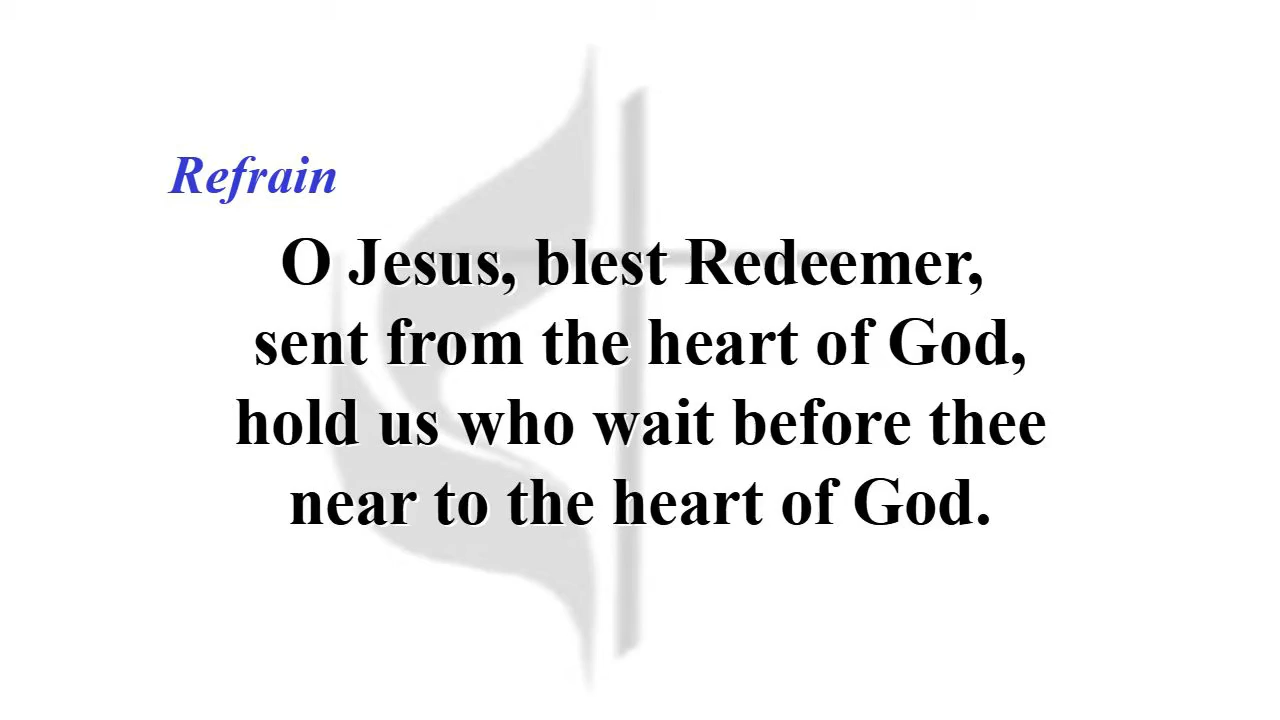 Refrain
O Jesus, blest Redeemer,
sent from the heart of God,
hold us who wait before thee
near to the heart of God.